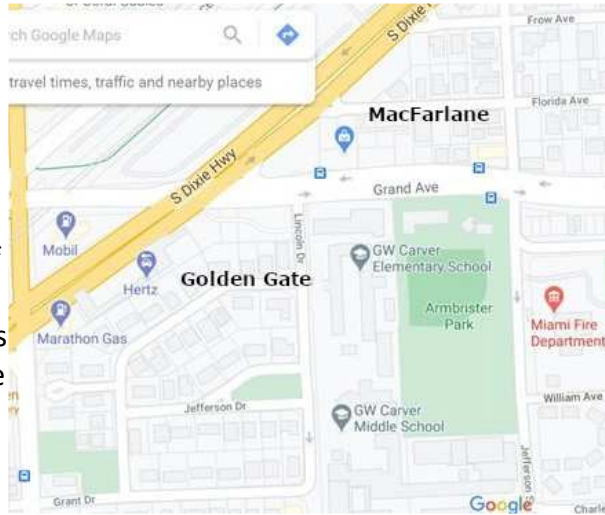 ch Google Maps
travel times, traffic and nearby places
S Dixie Hwy
Frow Ave
Florida Ave
MacFarlane
S Dixie Hwy
Grand Ave
Lincoln Dr
Mobil
Hertz
Golden Gate
GW Carver
Elementary School
Armbrister
Park
Miami Fire
Department
Marathon Gas
s
e
William Ave
Jefferson Dr
GW Carver
Middle School
Jefferson S
Grant Dr
Google
Charle